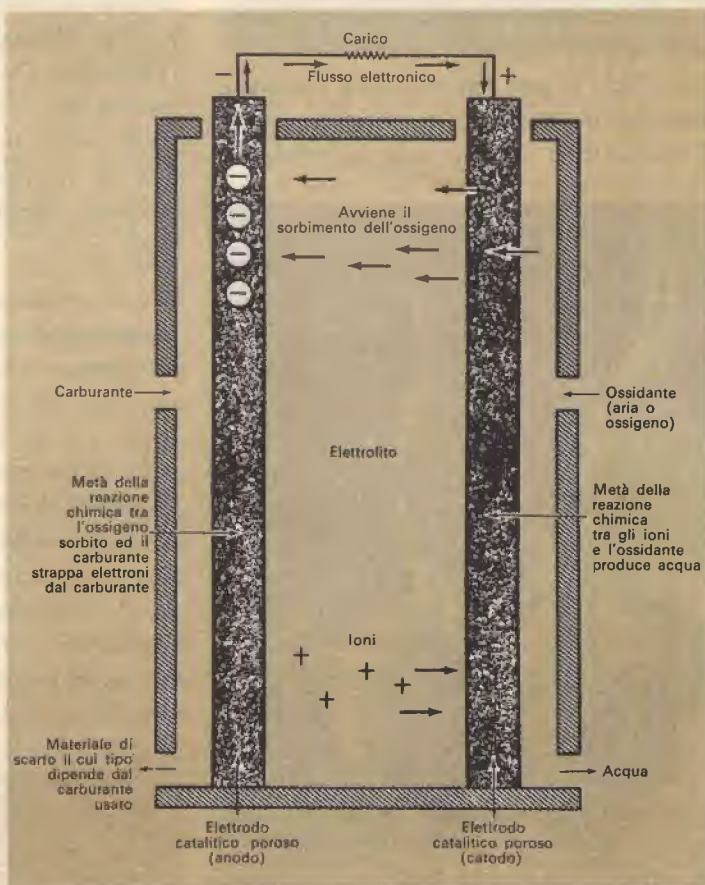 Carico
−
Flusso elettronico
+
Avviene il
sorbimento dell'ossigeno
Carburante
Ossidante
(aria o
ossigeno)
Elettrolito
Metà della
reazione
chimica tra
l'ossigeno
sorbito ed il
carburante
strappa elettroni
dal carburante
Metà della
reazione
chimica
tra gli ioni
e l'ossidante
produce acqua
Ioni
+ + + +
Materiale di
scarto il cui tipo
dipende dal
carburante
usato
Acqua
Elettrodo
catalitico poroso
(anodo)
Elettrodo
catalitico poroso
(catodo)